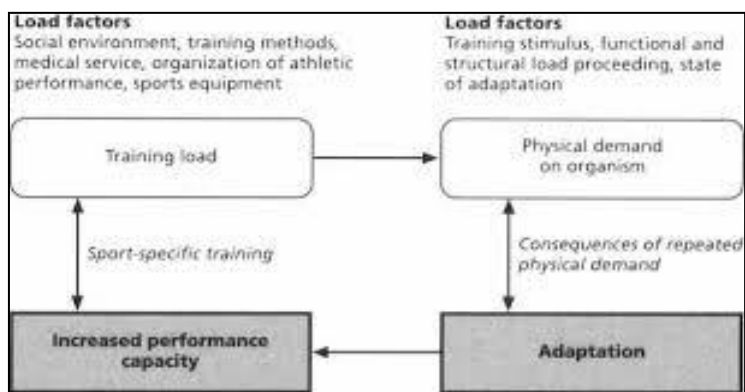 Load factors
Social environment, training methods,
medical service, organization of athletic
performance, sports equipment
Load factors
Training stimulus, functional and
structural load proceeding, state
of adaptation
Training load
Physical demand
on organism
Sport-specific training
Consequences of repeated
physical demand
Increased performance
capacity
Adaptation